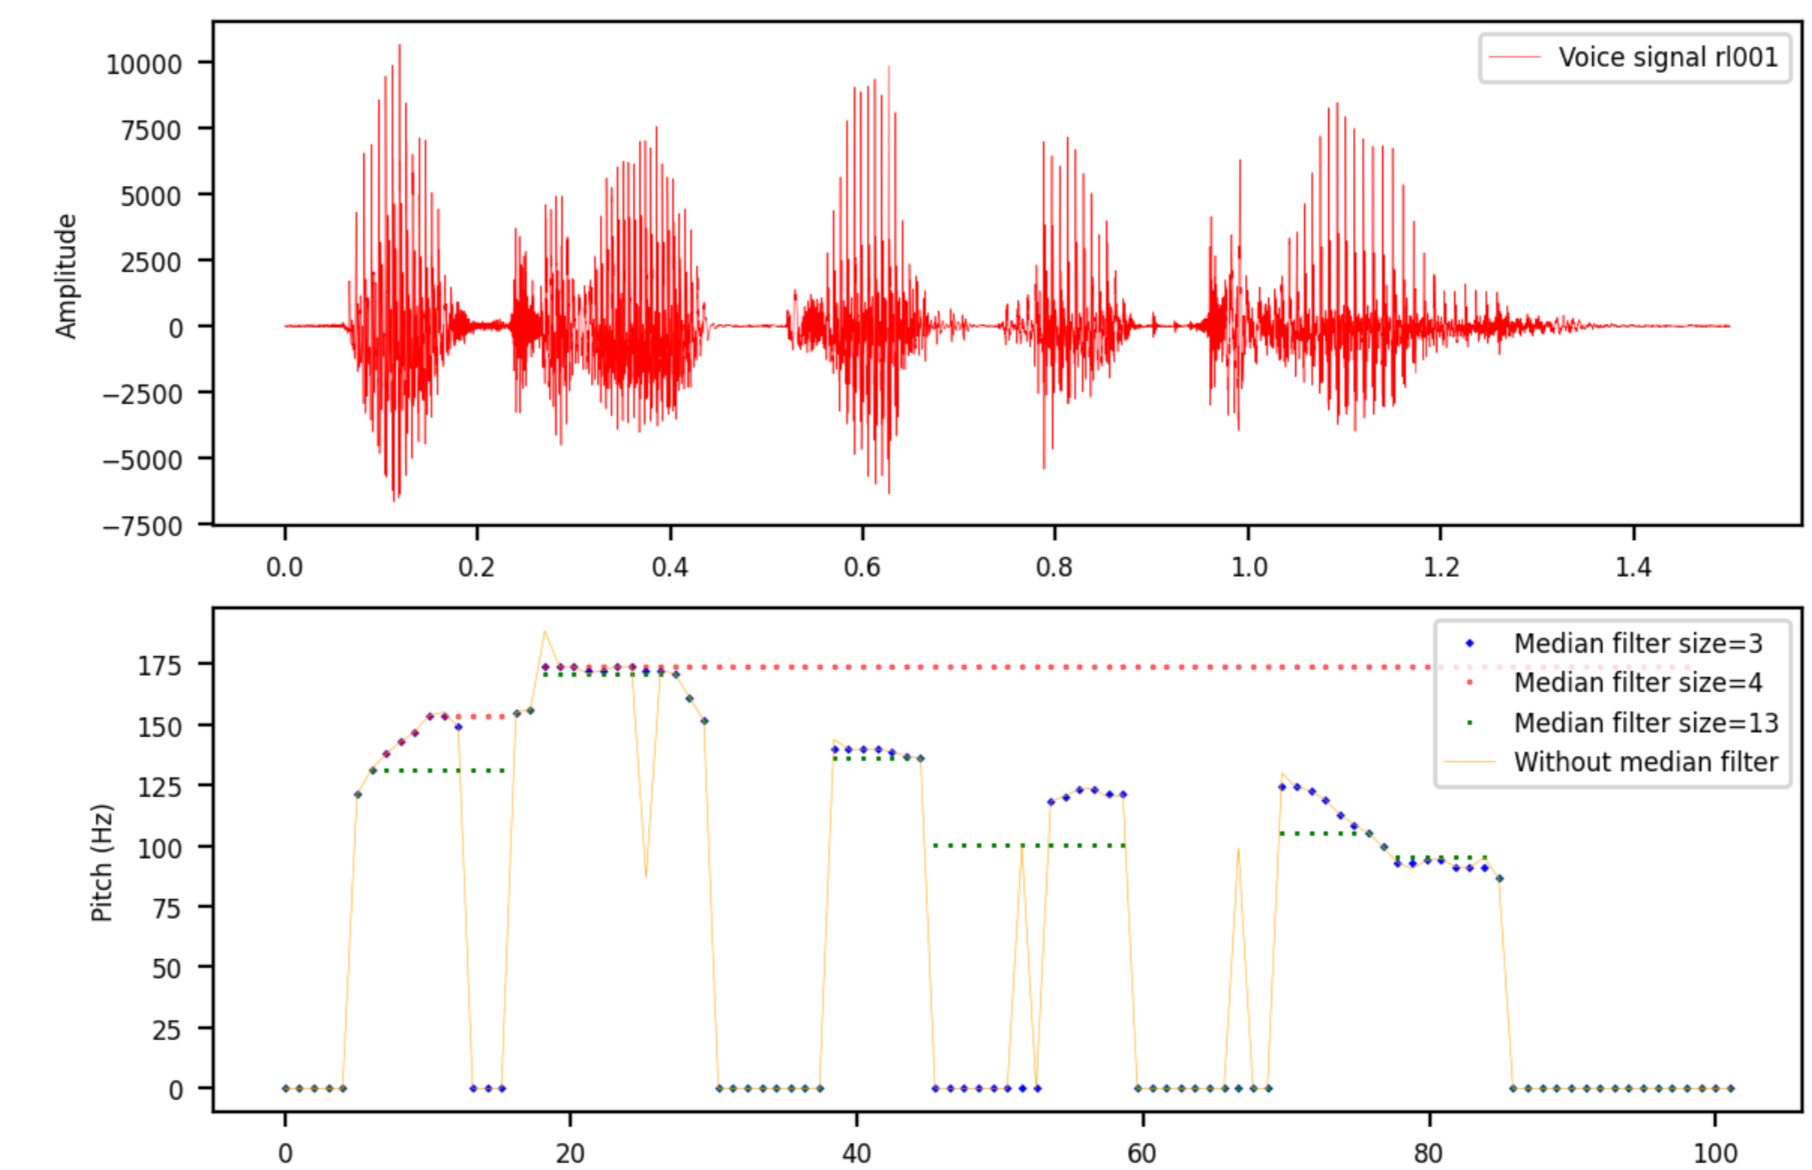 Voice signal rl001
10000
7500
5000
2500
0
−2500
−5000
−7500
Amplitude
0.0 0.2 0.4 0.6 0.8 1.0 1.2 1.4
Median filter size=3
Median filter size=4
Median filter size=13
Without median filter
175
150
125
100
75
50
25
0
Pitch (Hz)
0 20 40 60 80 100